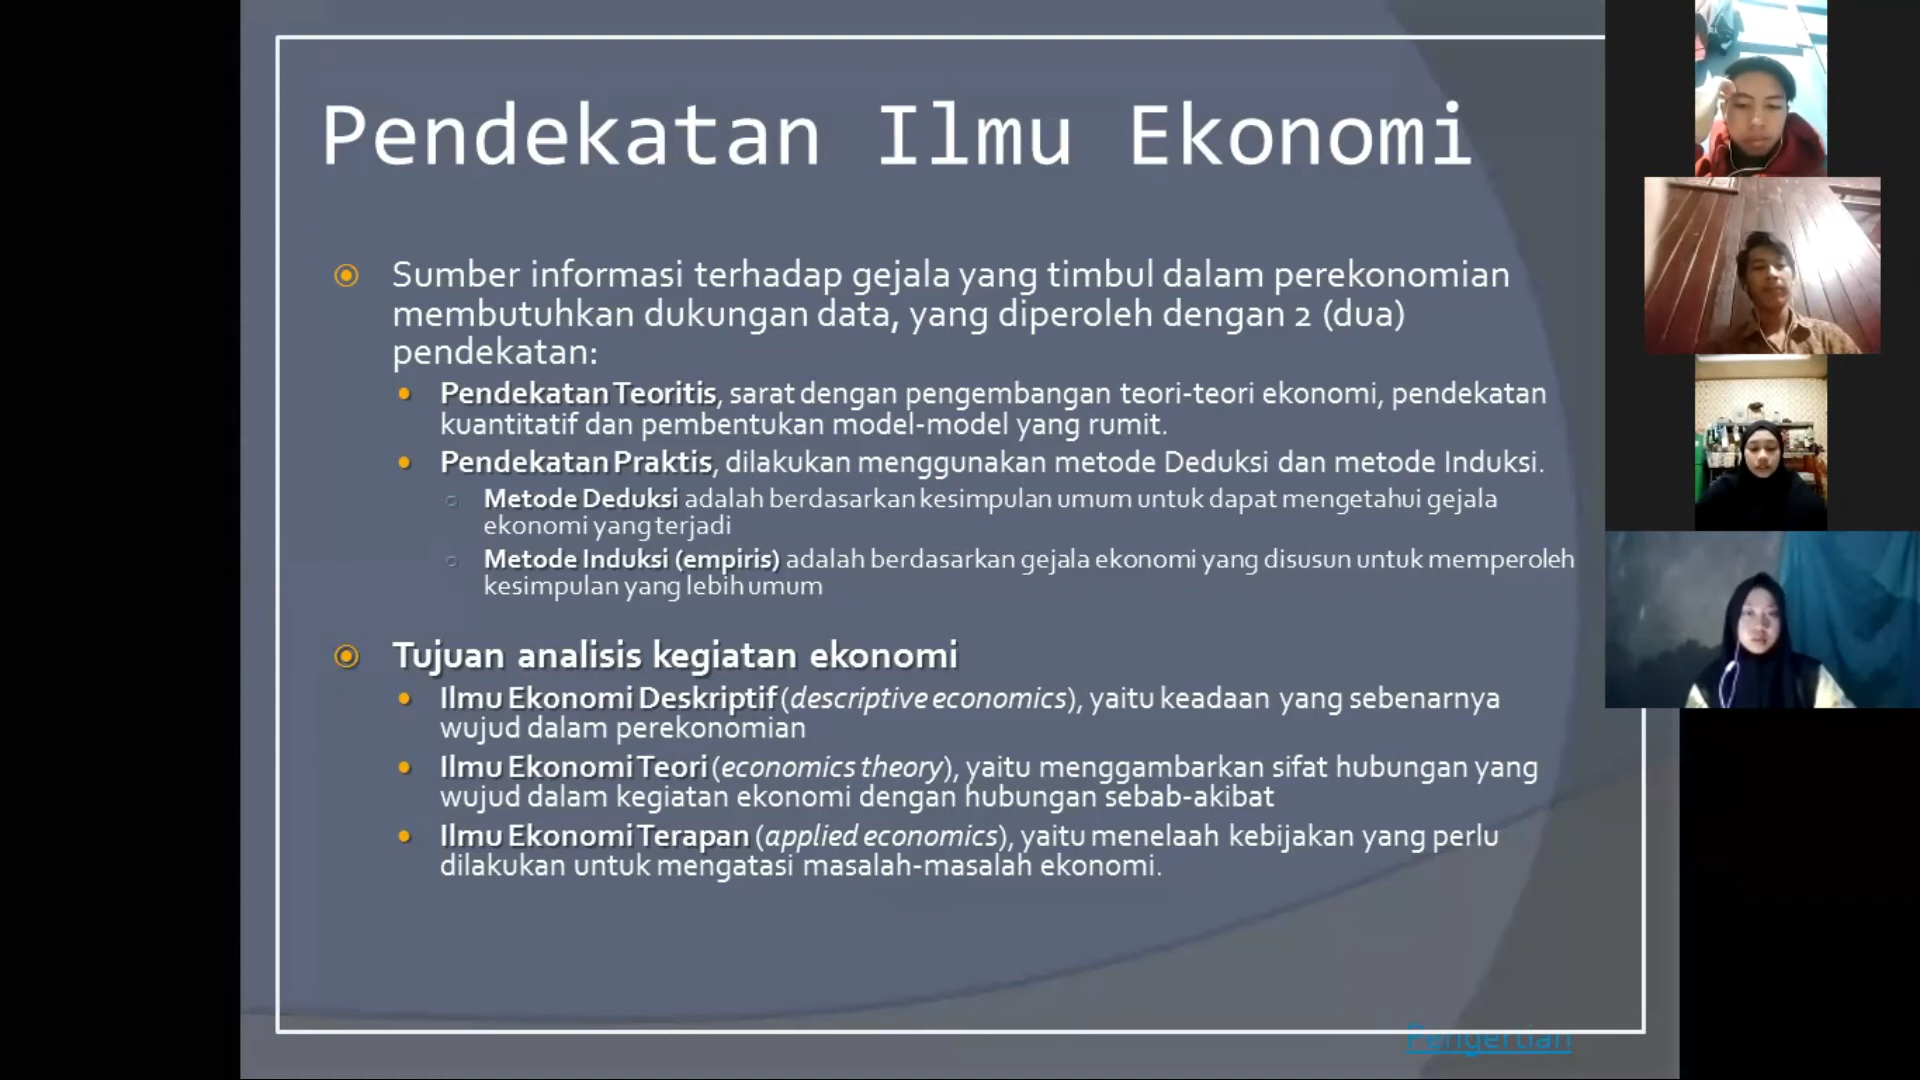 Pendekatan Ilmu Ekonomi
Sumber informasi terhadap gejala yang timbul dalam perekonomian
membutuhkan dukungan data, yang diperoleh dengan 2 (dua)
pendekatan:
Pendekatan Teoritis, sarat dengan pengembangan teori-teori ekonomi, pendekatan
kuantitatif dan pembentukan model-model yang rumit.
Pendekatan Praktis, dilakukan menggunakan metode Deduksi dan metode Induksi.
Metode Deduksi adalah berdasarkan kesimpulan umum untuk dapat mengetahui gejala
ekonomi yang terjadi
Metode Induksi (empiris) adalah berdasarkan gejala ekonomi yang disusun untuk memperoleh
kesimpulan yang lebih umum
Tujuan analisis kegiatan ekonomi
Ilmu Ekonomi Deskriptif (descriptive economics), yaitu keadaan yang sebenarnya
wujud dalam perekonomian
Ilmu Ekonomi Teori (economics theory), yaitu menggambarkan sifat hubungan yang
wujud dalam kegiatan ekonomi dengan hubungan sebab-akibat
Ilmu Ekonomi Terapan (applied economics), yaitu menelaah kebijakan yang perlu
dilakukan untuk mengatasi masalah-masalah ekonomi.
Pengertian